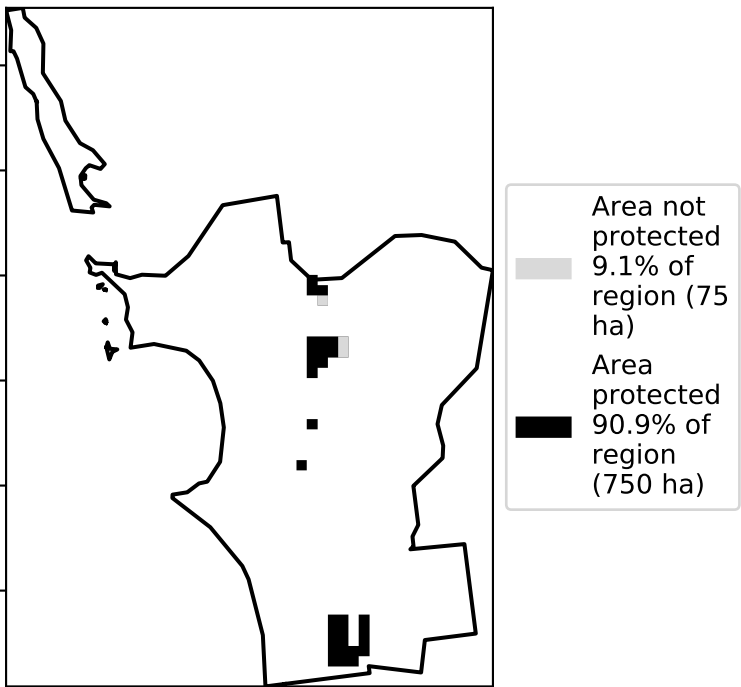 Area not
protected
9.1% of
region (75
ha)
Area
protected
90.9% of
region
(750 ha)